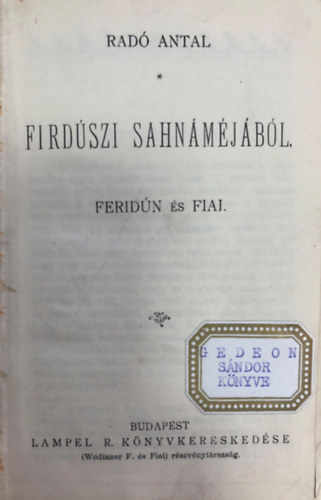 RADÓ ANTAL
*
FIRDÚSZI SAHNÁMÉJÁBÓL.
FERIDÚN ÉS FIAI.
GEDEON
SÁNDOR
KÖNYVE
BUDAPEST
LAMPEL R. KÖNYVKERESKEDÉSE
(Wodianer F. és Fiai) részvénytársaság.